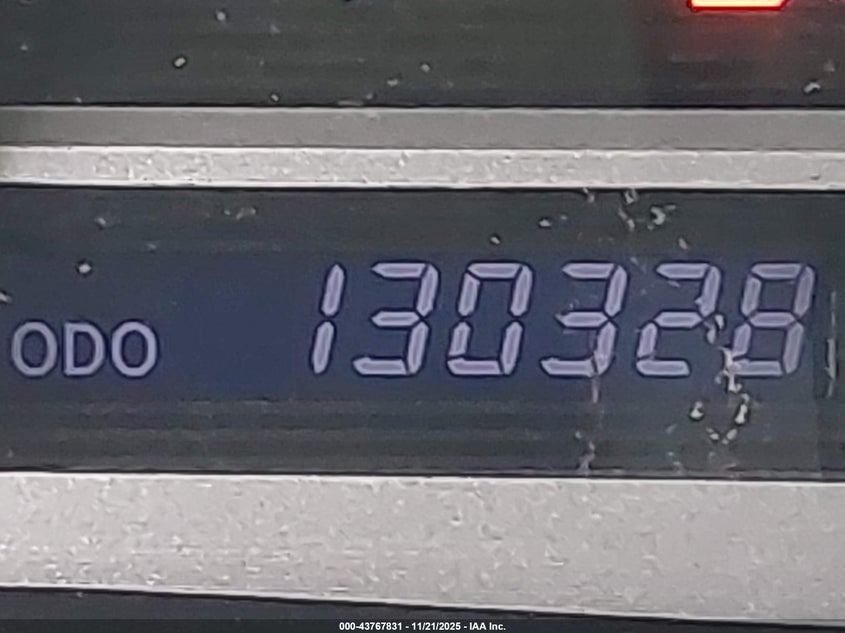 ODO 130328
000-43767831 - 11/21/2025 - IAA Inc.